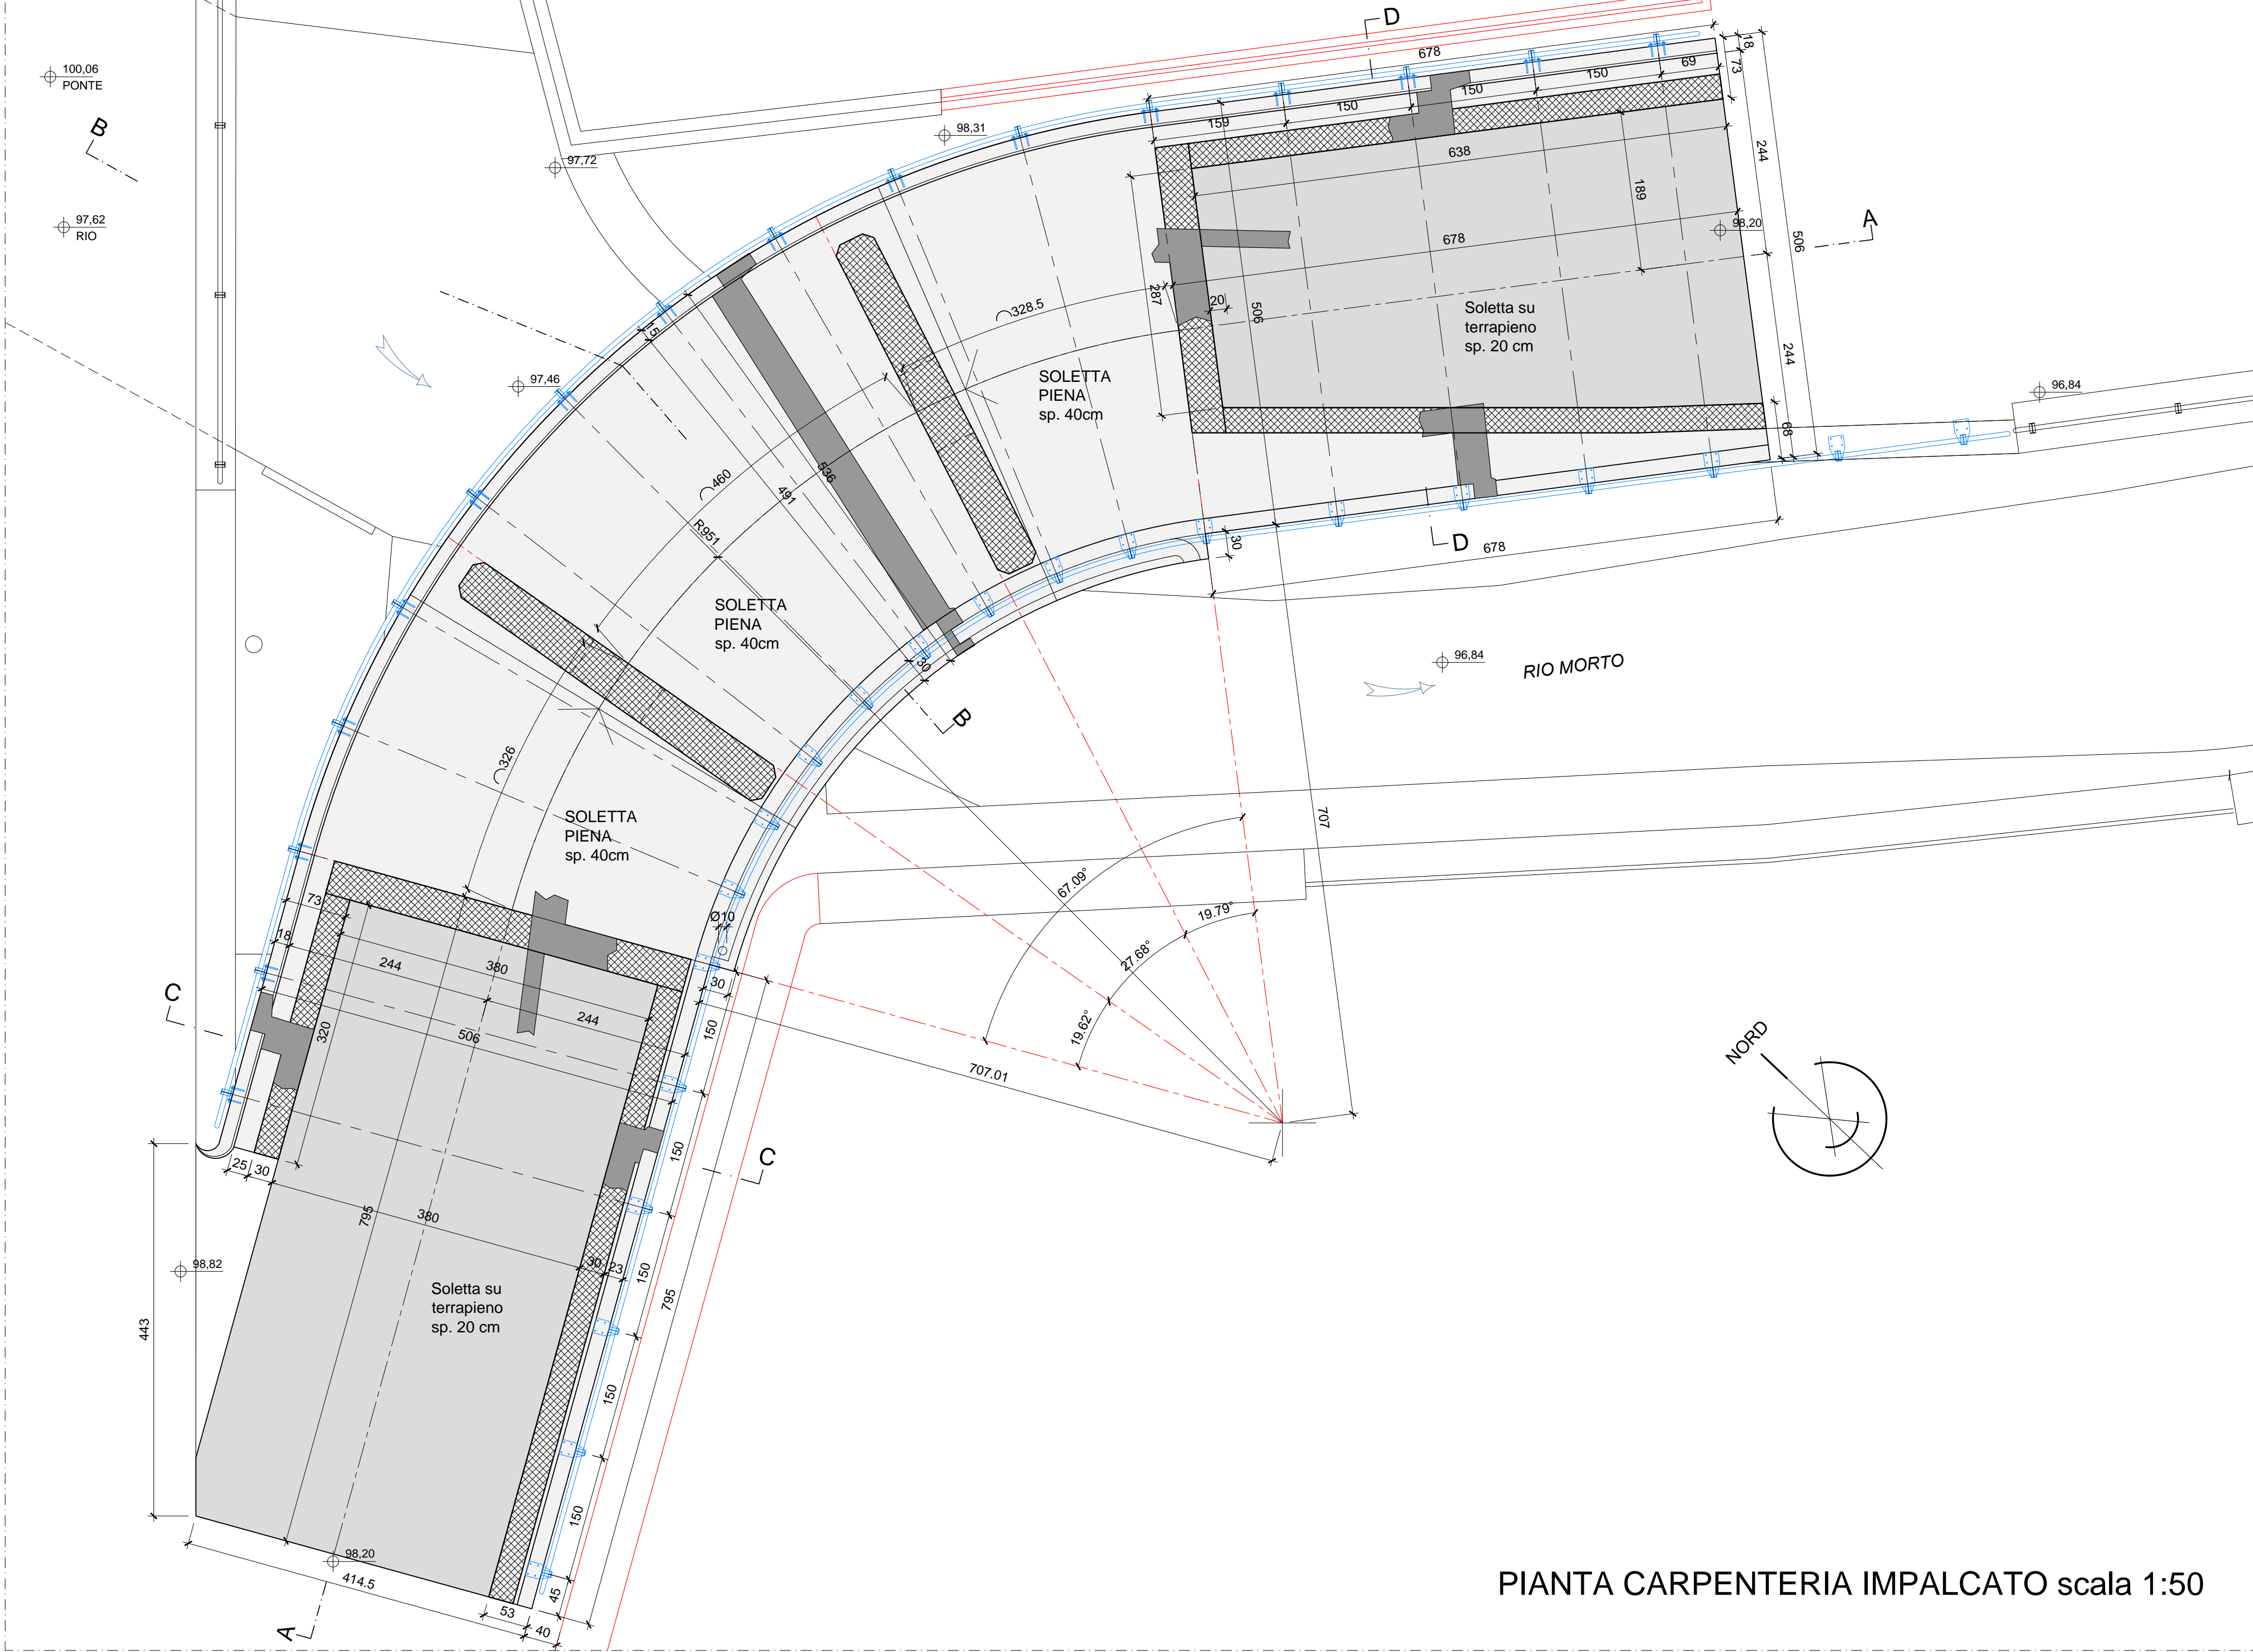 D
678
18
73
69
150
150
150
159
100,06
PONTE
B
98,31
97,72
638
244
189
97,62
RIO
98,20
A
678
506
328.5
287
20
506
Soletta su
terrapieno
sp. 20 cm
15
244
SOLETTA
PIENA
sp. 40cm
97,46
96,84
68
460
536
491
R951
30
D
678
SOLETTA
PIENA
sp. 40cm
30
96,84
RIO MORTO
B
326
SOLETTA
PIENA
sp. 40cm
707
67.09°
19.79°
27.68°
19.62°
73
Ø10
18
244
380
30
C
320
506
244
150
NORD
707.01
150
C
25
30
795
380
98,82
30
23
150
795
Soletta su
terrapieno
sp. 20 cm
443
150
150
98,20
414.5
45
53
40
A
PIANTA CARPENTERIA IMPALCATO scala 1:50